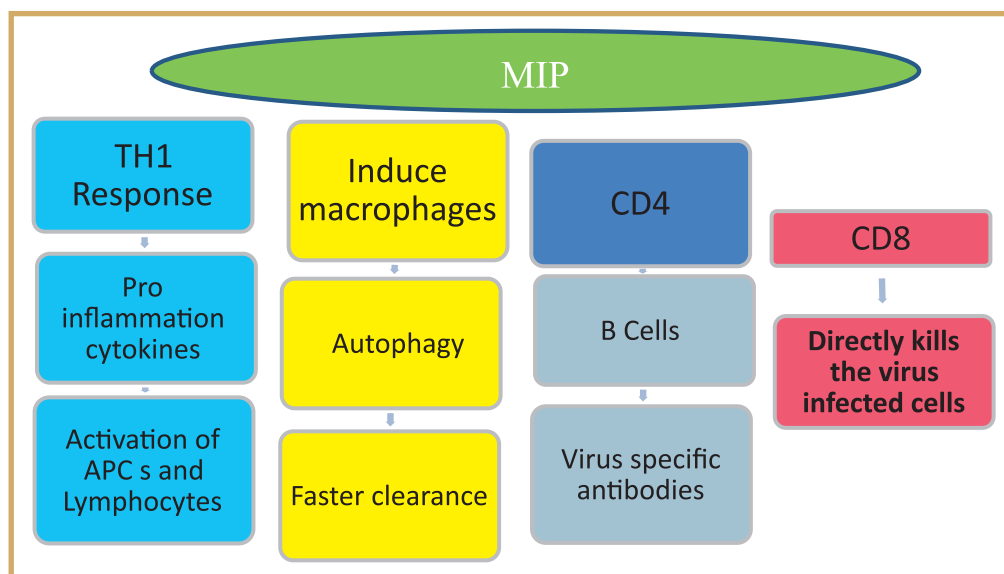 MIP
TH1
Response
Pro
inflammation
cytokines
Activation of
APC s and
Lymphocytes
Induce
macrophages
Autophagy
Faster clearance
CD4
B Cells
Virus specific
antibodies
CD8
Directly kills
the virus
infected cells